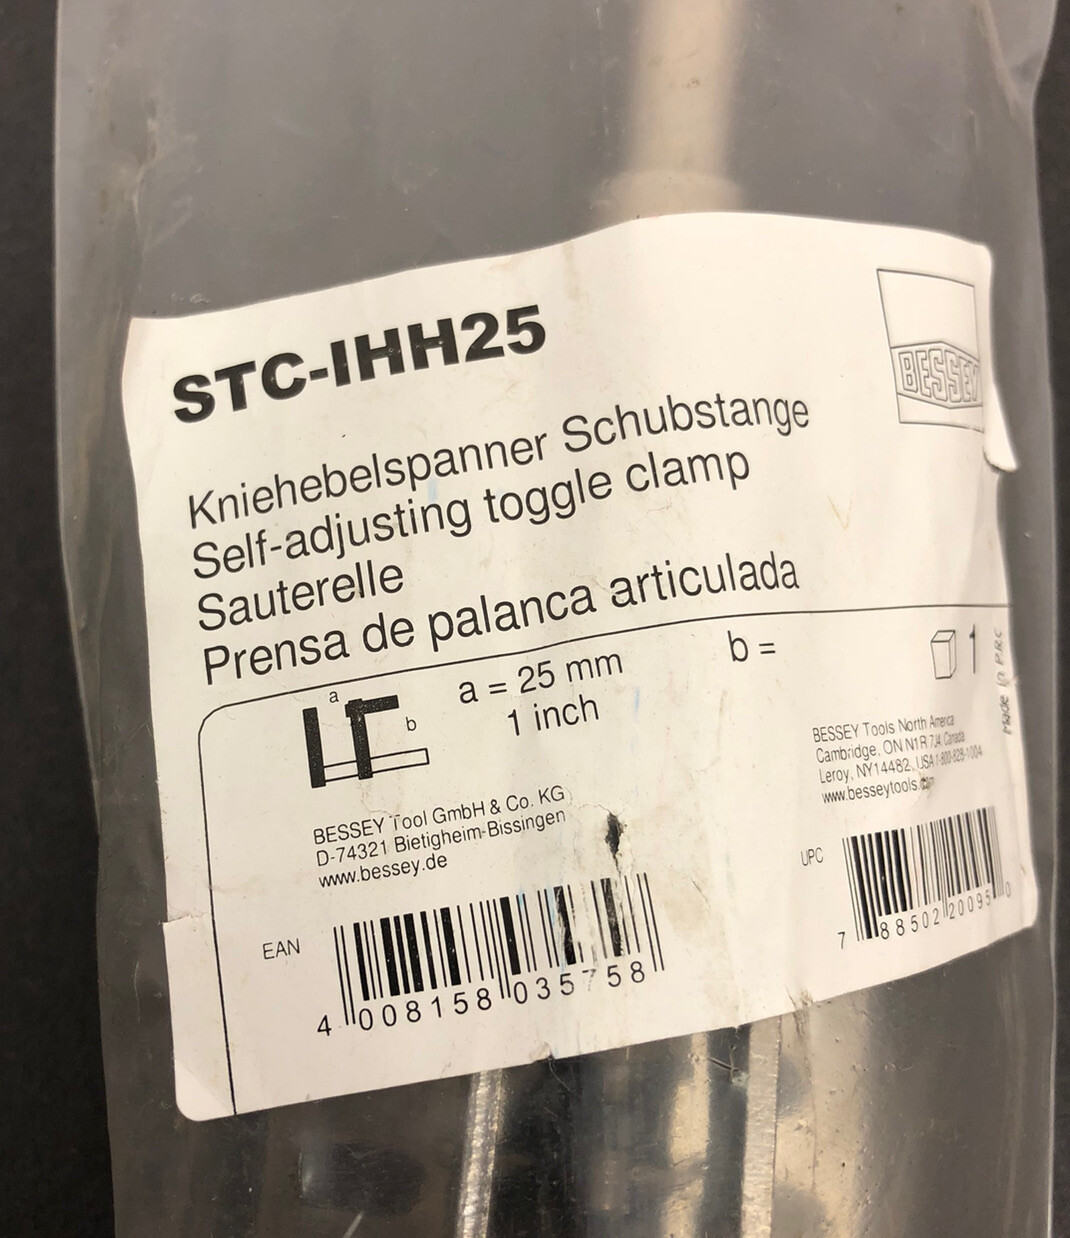 STC-IHH25
BESSEY
Kniehebelspanner Schubstange
Self-adjusting toggle clamp
Sauterelle
Prensa de palanca articulada
a
b
a = 25 mm
1 inch
b =
1
Made in P.R.C
BESSEY Tool GmbH & Co. KG
D-74321 Bietigheim-Bissingen
www.bessey.de
BESSEY Tools North America
Cambridge, ON N1R 7J4 Canada
Leroy, NY14482, USA 1-800-828-1004
www.besseytools.com
EAN
4 008158 035758
UPC
7 88502 20095 0